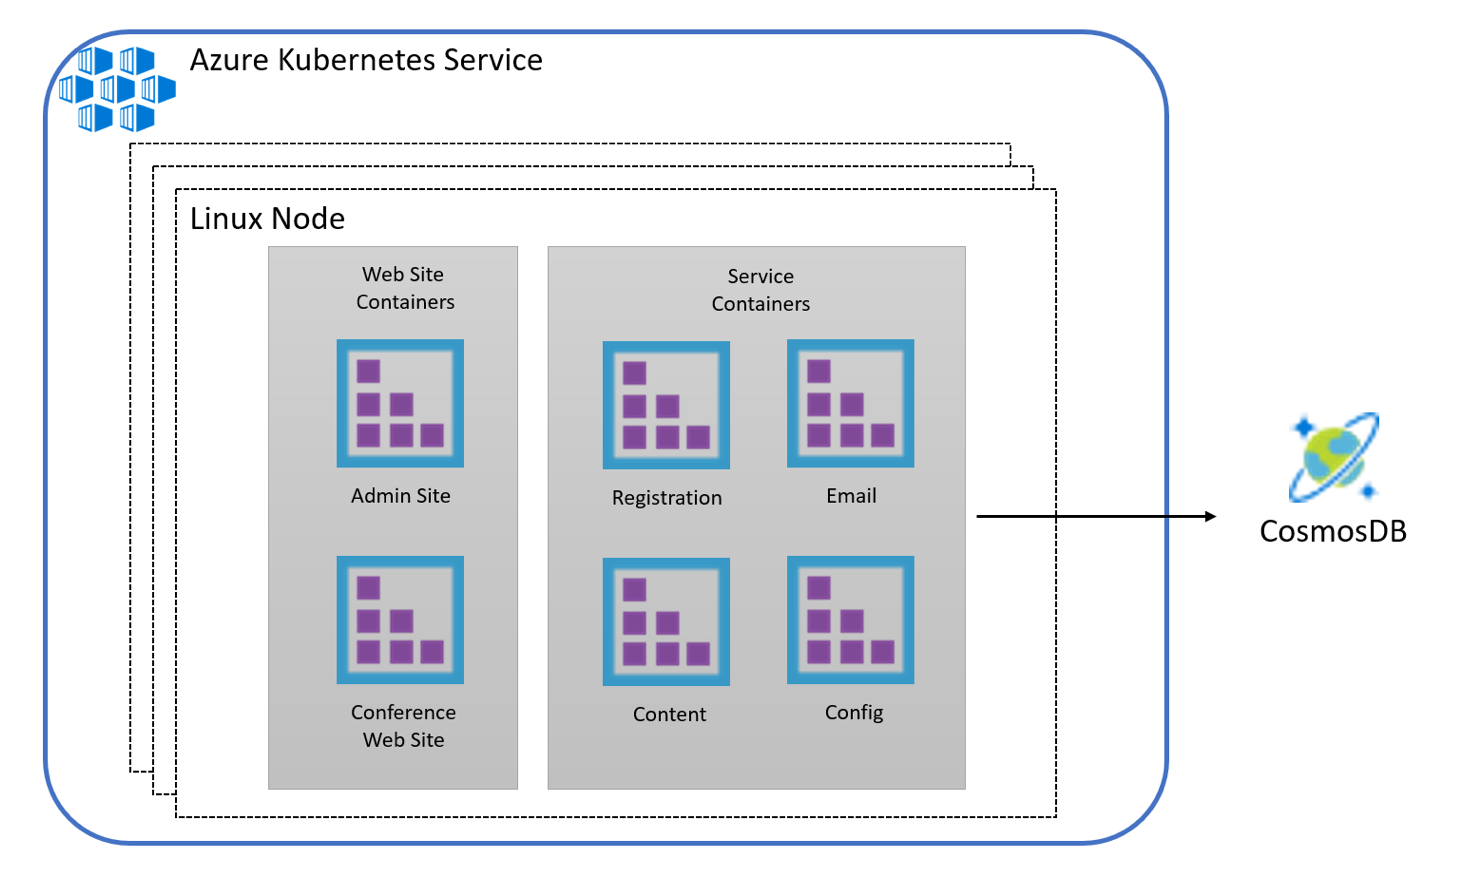 Azure Kubernetes Service
Linux Node
Web Site
Containers
Admin Site
Conference
Web Site
Service
Containers
Registration
Email
Content
Config
CosmosDB